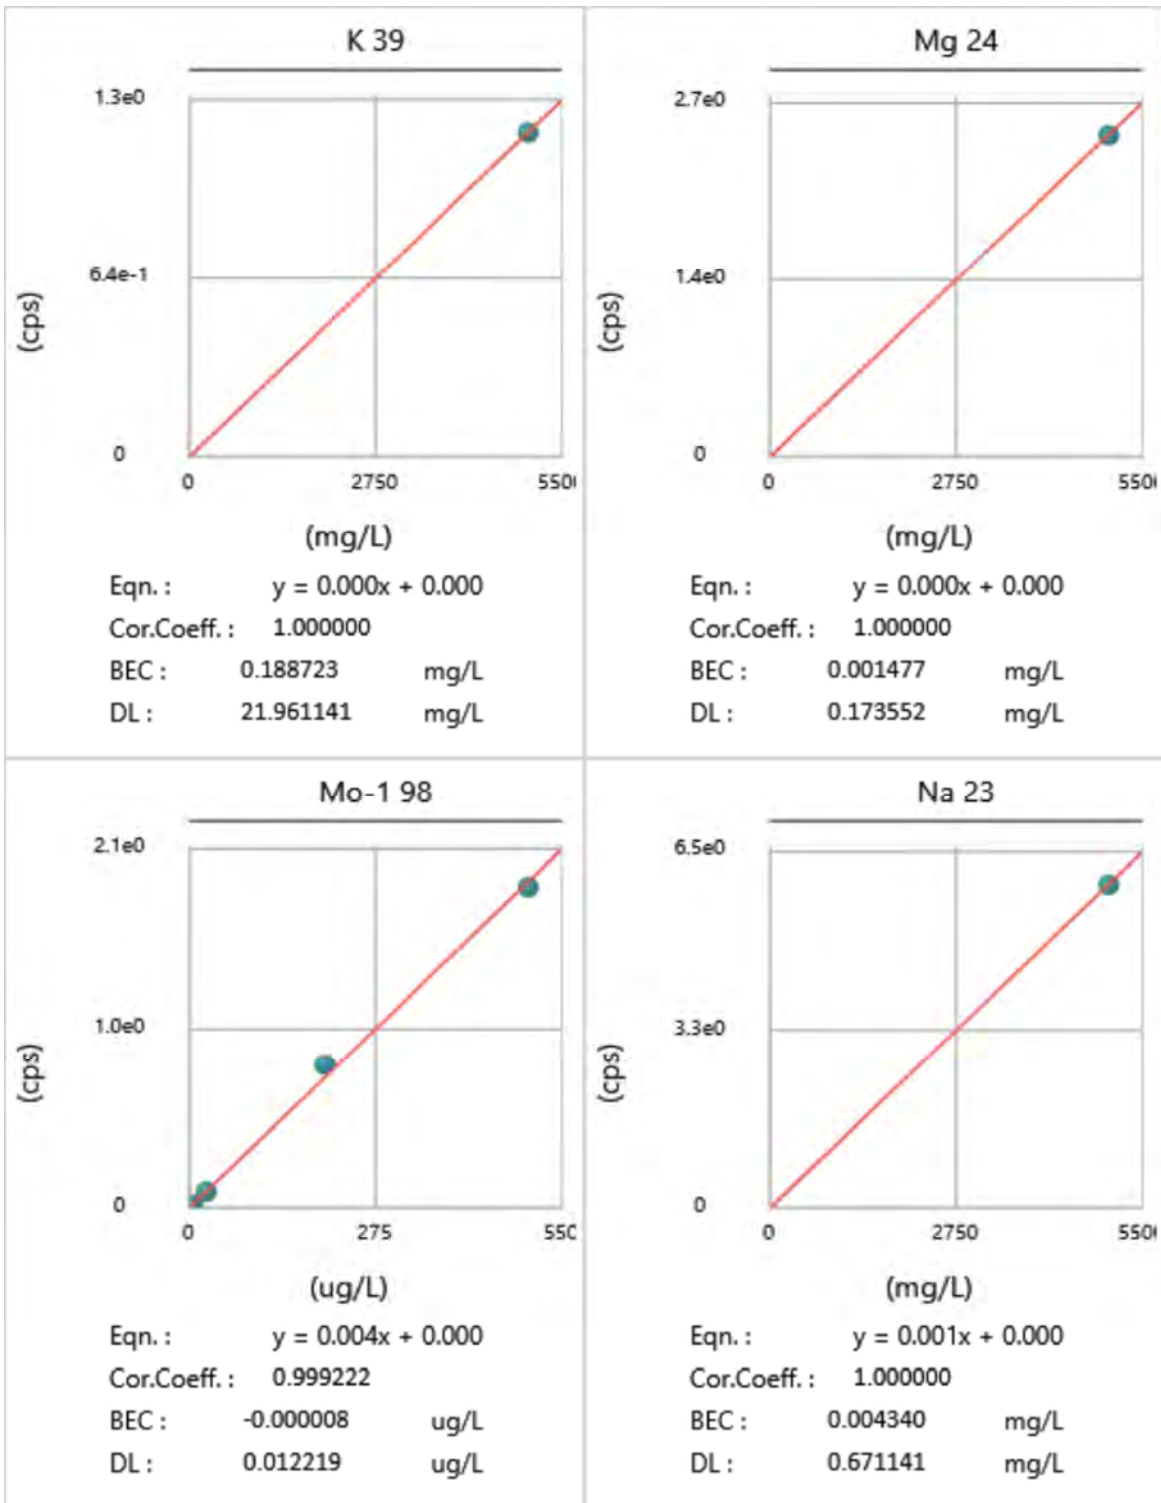 K 39
1.3e0
6.4e-1
0
(cps)
0 2750 5500
(mg/L)
Eqn. : y = 0.000x + 0.000
Cor.Coeff. : 1.000000
BEC : 0.188723 mg/L
DL : 21.961141 mg/L
Mg 24
2.7e0
1.4e0
0
(cps)
0 2750 5500
(mg/L)
Eqn. : y = 0.000x + 0.000
Cor.Coeff. : 1.000000
BEC : 0.001477 mg/L
DL : 0.173552 mg/L
Mo-1 98
2.1e0
1.0e0
0
(cps)
0 275 550
(ug/L)
Eqn. : y = 0.004x + 0.000
Cor.Coeff. : 0.999222
BEC : -0.000008 ug/L
DL : 0.012219 ug/L
Na 23
6.5e0
3.3e0
0
(cps)
0 2750 5500
(mg/L)
Eqn. : y = 0.001x + 0.000
Cor.Coeff. : 1.000000
BEC : 0.004340 mg/L
DL : 0.671141 mg/L